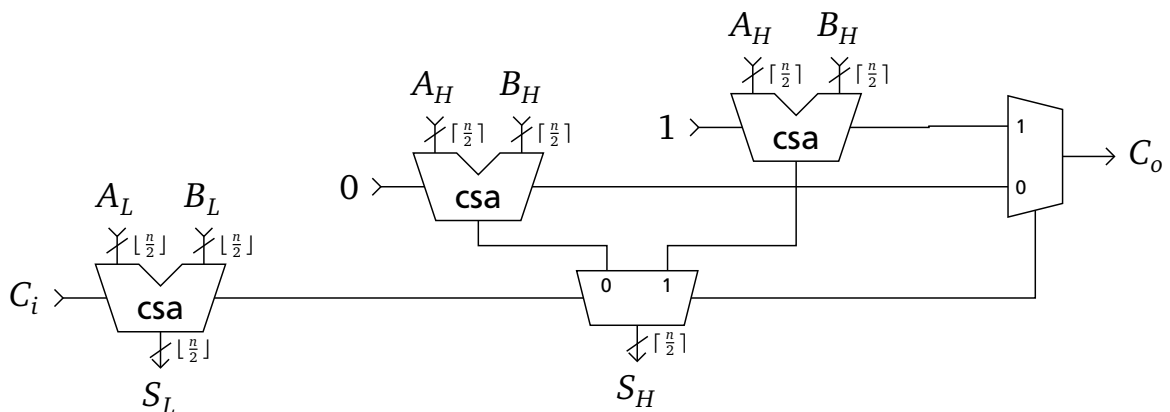 A_H B_H
⌈n/2⌉ ⌈n/2⌉
A_H B_H
1 csa 1
⌈n/2⌉ ⌈n/2⌉
C_o
0 csa 0
A_L B_L
⌊n/2⌋ ⌊n/2⌋
0 1
C_i csa
⌊n/2⌋ ⌈n/2⌉
S_L S_H